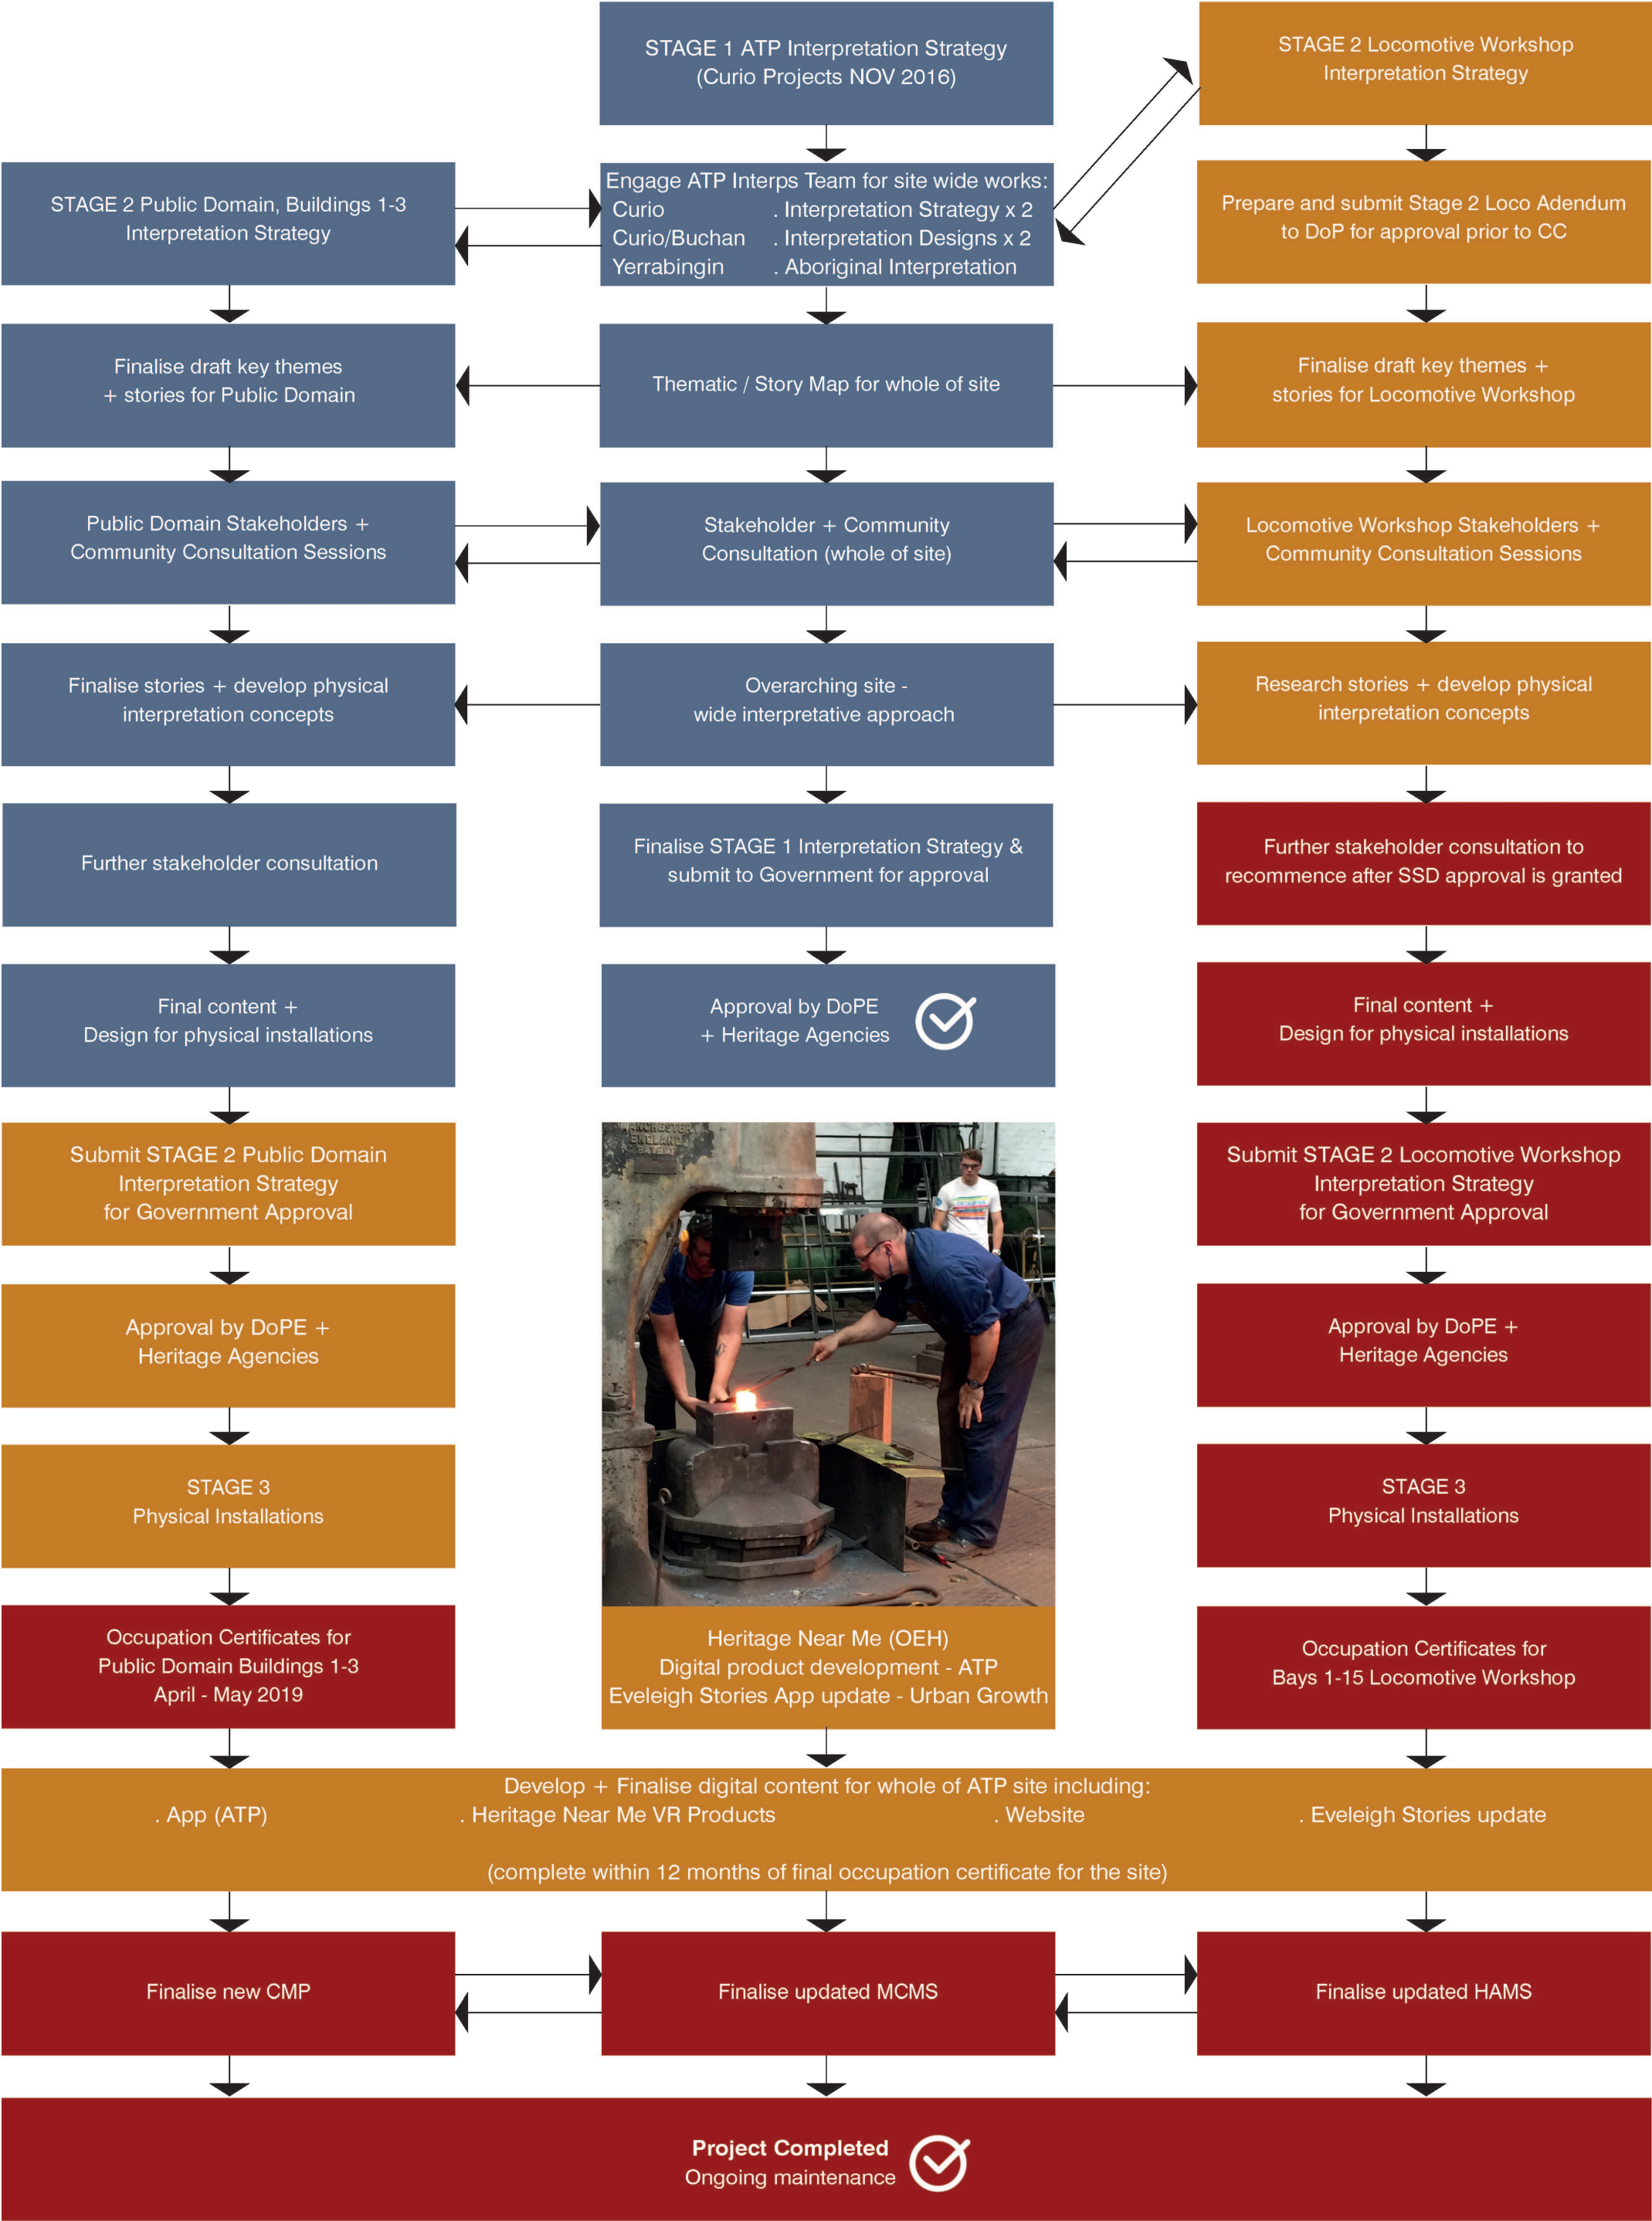 STAGE 1 ATP Interpretation Strategy
(Curio Projects NOV 2016)
STAGE 2 Locomotive Workshop
Interpretation Strategy
STAGE 2 Public Domain, Buildings 1-3
Interpretation Strategy
Engage ATP Interps Team for site wide works:
Curio . Interpretation Strategy x 2
Curio/Buchan . Interpretation Designs x 2
Yerrabingin . Aboriginal Interpretation
Prepare and submit Stage 2 Loco Adendum
to DoP for approval prior to CC
Finalise draft key themes
+ stories for Public Domain
Thematic / Story Map for whole of site
Finalise draft key themes +
stories for Locomotive Workshop
Public Domain Stakeholders +
Community Consultation Sessions
Stakeholder + Community
Consultation (whole of site)
Locomotive Workshop Stakeholders +
Community Consultation Sessions
Finalise stories + develop physical
interpretation concepts
Overarching site -
wide interpretative approach
Research stories + develop physical
interpretation concepts
Further stakeholder consultation
Finalise STAGE 1 Interpretation Strategy &
submit to Government for approval
Further stakeholder consultation to
recommence after SSD approval is granted
Final content +
Design for physical installations
Approval by DoPE
+ Heritage Agencies
Final content +
Design for physical installations
Submit STAGE 2 Public Domain
Interpretation Strategy
for Government Approval
MANCHESTER
ENGLAND
Submit STAGE 2 Locomotive Workshop
Interpretation Strategy
for Government Approval
Approval by DoPE +
Heritage Agencies
Approval by DoPE +
Heritage Agencies
STAGE 3
Physical Installations
STAGE 3
Physical Installations
Occupation Certificates for
Public Domain Buildings 1-3
April - May 2019
Heritage Near Me (OEH)
Digital product development - ATP
Eveleigh Stories App update - Urban Growth
Occupation Certificates for
Bays 1-15 Locomotive Workshop
Develop + Finalise digital content for whole of ATP site including:
. App (ATP) . Heritage Near Me VR Products . Website . Eveleigh Stories update
(complete within 12 months of final occupation certificate for the site)
Finalise new CMP
Finalise updated MCMS
Finalise updated HAMS
Project Completed
Ongoing maintenance